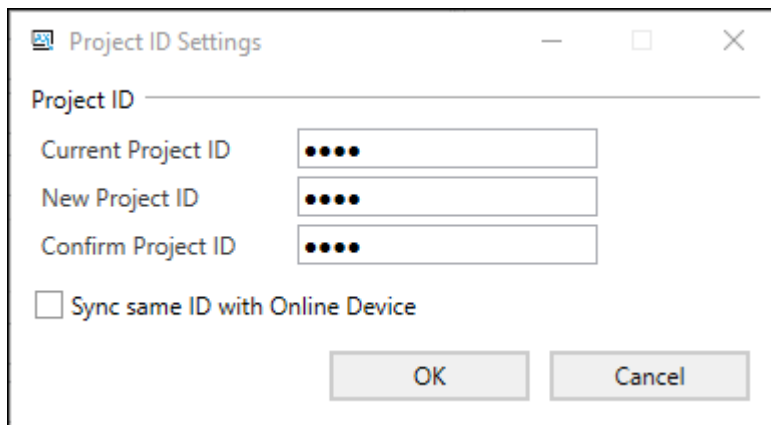 Project ID Settings
Project ID
Current Project ID ••••
New Project ID ••••
Confirm Project ID ••••
Sync same ID with Online Device
OK Cancel